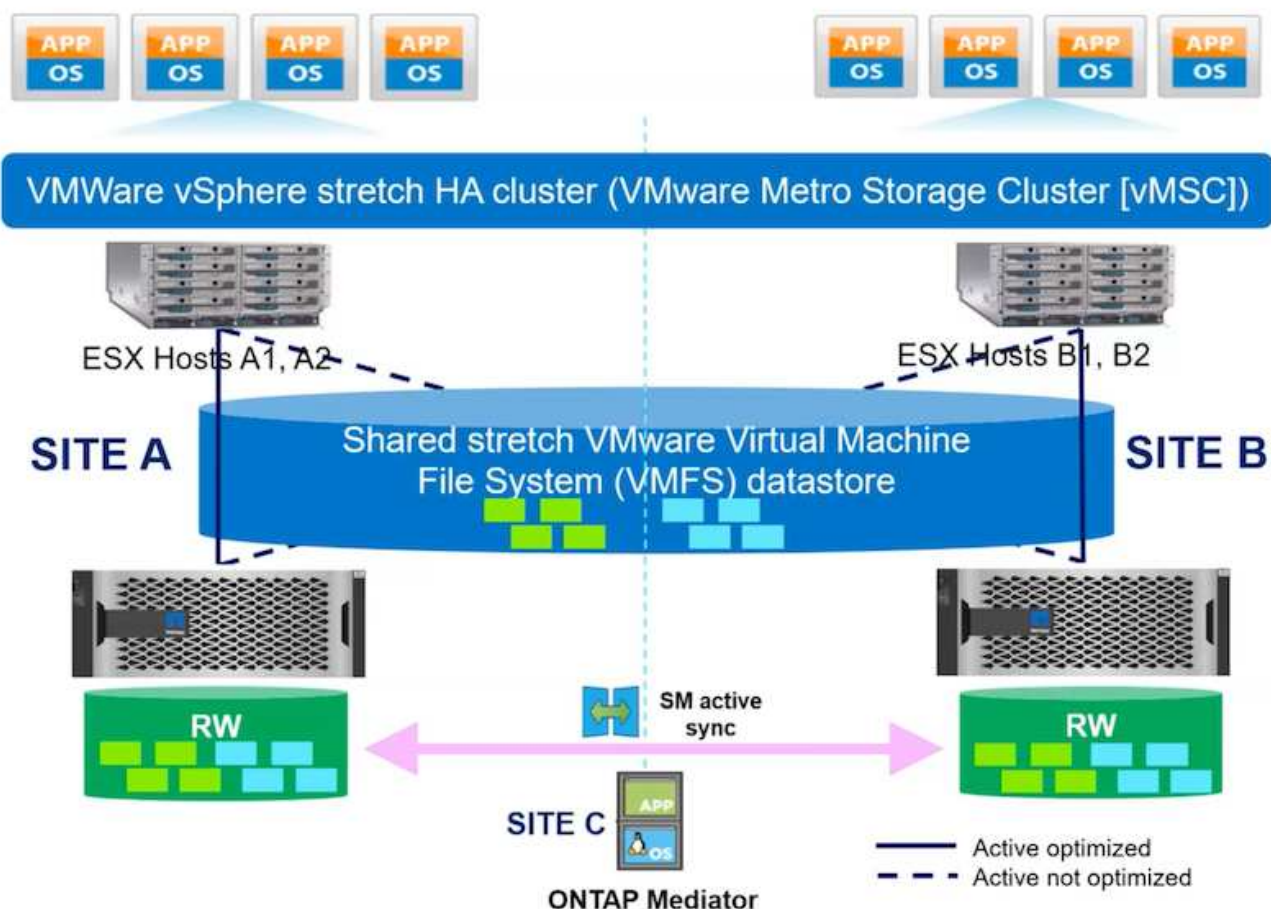 APP
OS
APP
OS
APP
OS
APP
OS
APP
OS
APP
OS
APP
OS
APP
OS
VMWare vSphere stretch HA cluster (VMware Metro Storage Cluster [vMSC])
ESX Hosts A1, A2
ESX Hosts B1, B2
SITE A
Shared stretch VMware Virtual Machine
File System (VMFS) datastore
SITE B
RW
SM active
sync
RW
SITE C
APP
OS
ONTAP Mediator
Active optimized
Active not optimized